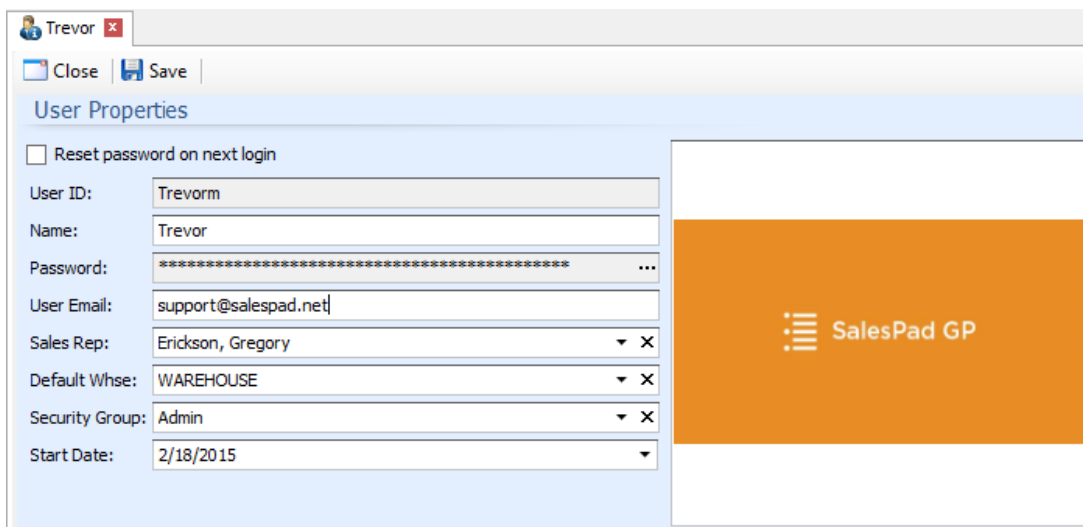 Trevor
Close Save
User Properties
Reset password on next login
User ID: Trevorm
Name: Trevor
Password: ********************************************** ...
User Email: support@salespad.net
Sales Rep: Erickson, Gregory
Default Whse: WAREHOUSE
Security Group: Admin
Start Date: 2/18/2015
SalesPad GP